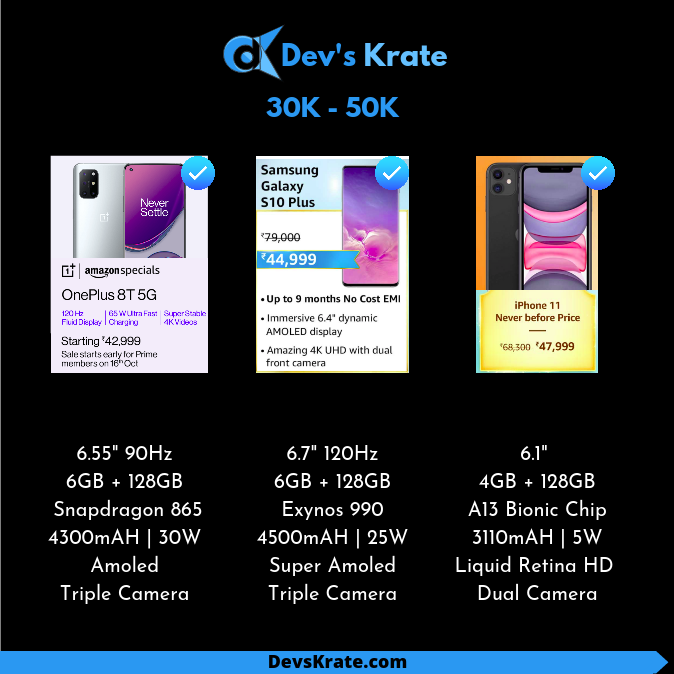 Dev's Krate
30K - 50K
Never
Settle
1+ | amazonspecials
OnePlus 8T 5G
120 Hz
Fluid Display
65 W Ultra Fast
Charging
Super Stable
4K Videos
Starting ₹42,999
Sale starts early for Prime
members on 16th Oct
Samsung
Galaxy
S10 Plus
₹79,000
₹44,999
• Up to 9 months No Cost EMI
• Immersive 6.4" dynamic
AMOLED display
• Amazing 4K UHD with dual
front camera
iPhone 11
Never before Price
₹68,300 ₹47,999
6.55" 90Hz
6GB + 128GB
Snapdragon 865
4300mAH | 30W
Amoled
Triple Camera
6.7" 120Hz
6GB + 128GB
Exynos 990
4500mAH | 25W
Super Amoled
Triple Camera
6.1"
4GB + 128GB
A13 Bionic Chip
3110mAH | 5W
Liquid Retina HD
Dual Camera
DevsKrate.com